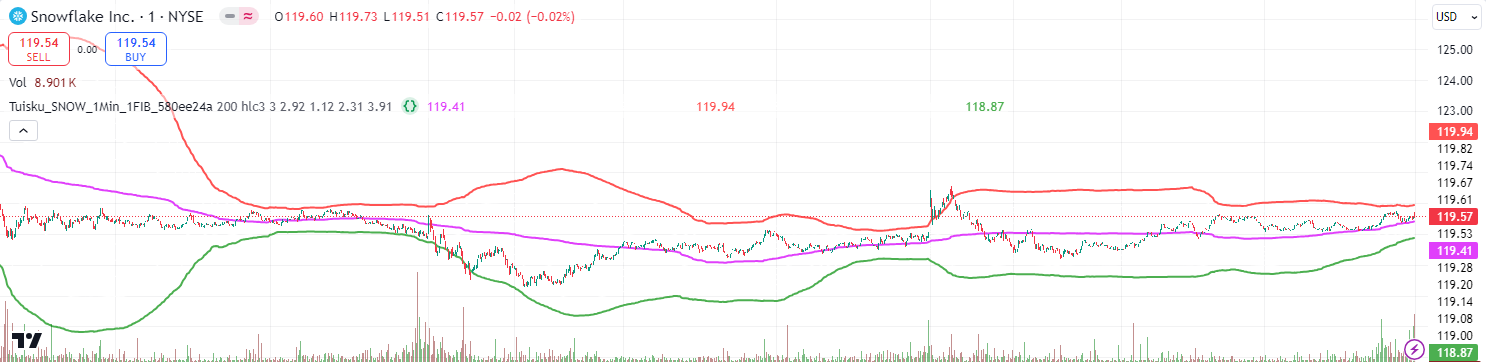 Snowflake Inc. · 1 · NYSE O119.60 H119.73 L119.51 C119.57 −0.02 (−0.02%)
USD
119.54 0.00 119.54
SELL BUY
Vol 8.901K
Tuisku_SNOW_1Min_1FIB_580ee24a 200 hlc3 3 2.92 1.12 2.31 3.91 {} 119.41 119.94 118.87
125.00
124.00
123.00
119.94
119.82
119.74
119.67
119.61
119.57
119.53
119.41
119.28
119.20
119.14
119.08
119.00
118.87